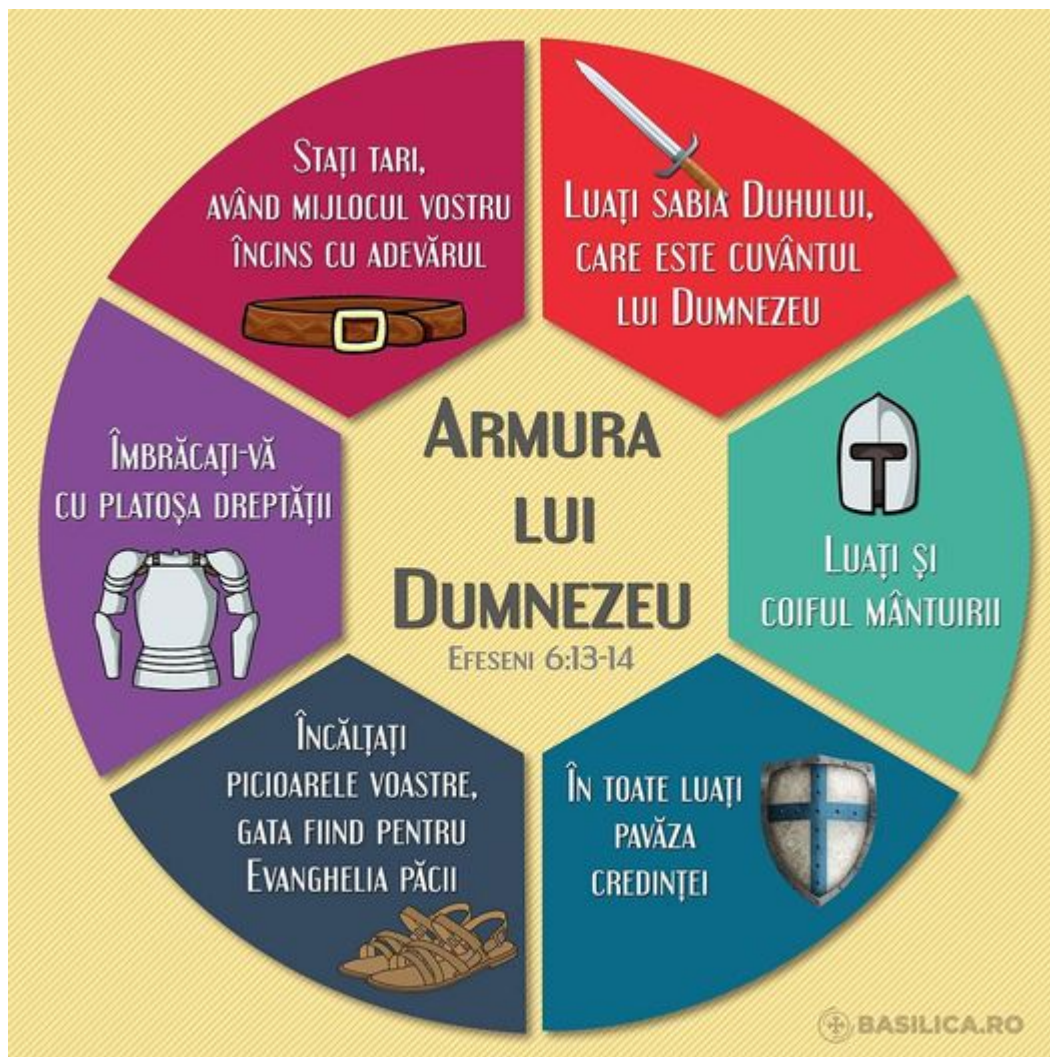 Armura
lui
Dumnezeu
Efeseni 6:13-14
Stați tari,
având mijlocul vostru
încins cu adevărul
Luați sabia Duhului,
care este cuvântul
lui Dumnezeu
Îmbrăcați-vă
cu platoșa dreptății
Luați și
coiful mântuirii
Încălțați
picioarele voastre,
gata fiind pentru
Evanghelia păcii
În toate luați
pavăza
credinței
BASILICA.RO